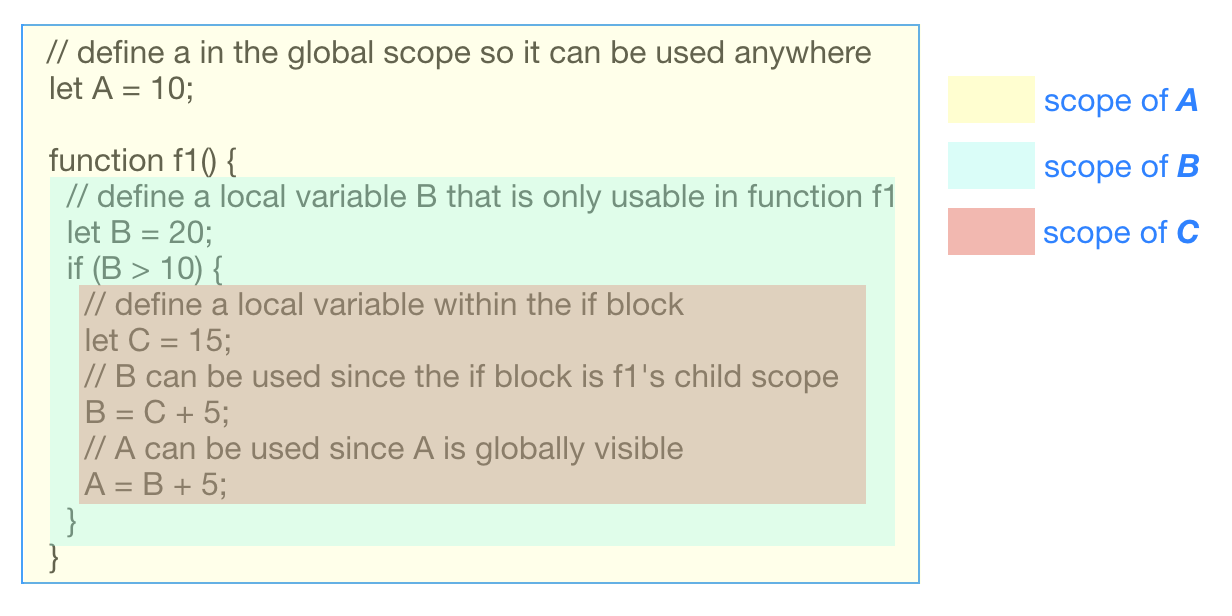 // define a in the global scope so it can be used anywhere
let A = 10;
function f1() {
// define a local variable B that is only usable in function f1
let B = 20;
if (B > 10) {
// define a local variable within the if block
let C = 15;
// B can be used since the if block is f1's child scope
B = C + 5;
// A can be used since A is globally visible
A = B + 5;
}
}
scope of A
scope of B
scope of C